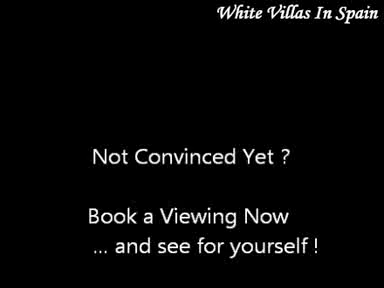 White Villas In Spain
Not Convinced Yet ?
Book a Viewing Now
... and see for yourself !